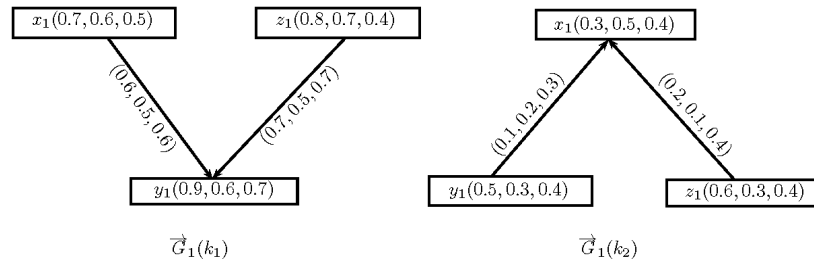 x₁(0.7, 0.6, 0.5)
z₁(0.8, 0.7, 0.4)
(0.6, 0.5, 0.6)
(0.7, 0.5, 0.7)
y₁(0.9, 0.6, 0.7)
G⃗₁(k₁)
x₁(0.3, 0.5, 0.4)
(0.1, 0.2, 0.3)
(0.2, 0.1, 0.4)
y₁(0.5, 0.3, 0.4)
z₁(0.6, 0.3, 0.4)
G⃗₁(k₂)